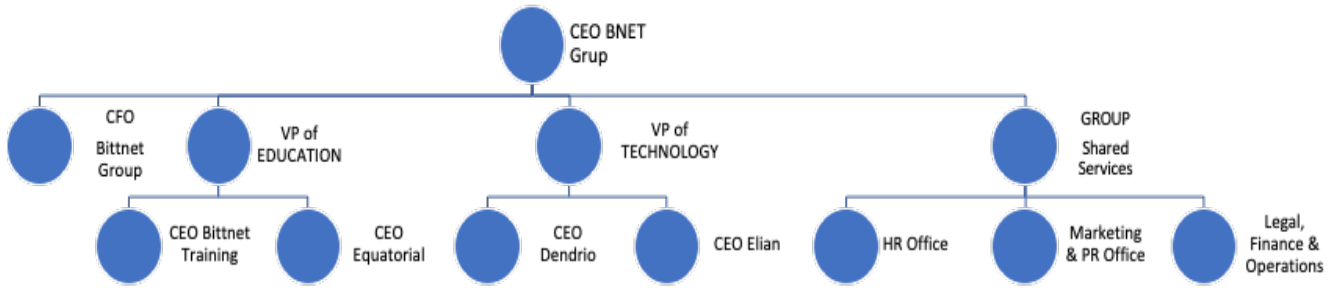 CEO BNET
Grup
CFO
Bittnet
Group
VP of
EDUCATION
VP of
TECHNOLOGY
GROUP
Shared
Services
CEO Bittnet
Training
CEO
Equatorial
CEO
Dendrio
CEO Elian
HR Office
Marketing
& PR Office
Legal,
Finance &
Operations